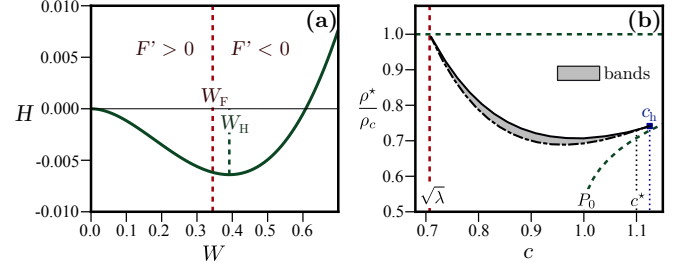 (a)
0.010
0.005
0.000
-0.005
-0.010
H
F' > 0
F' < 0
W_F
W_H
0.0 0.1 0.2 0.3 0.4 0.5 0.6
W
(b)
1.0
0.9
0.8
0.7
0.6
0.5
ρ⋆
ρc
bands
c_h
√λ
P_0
c⋆
0.7 0.8 0.9 1.0 1.1
c